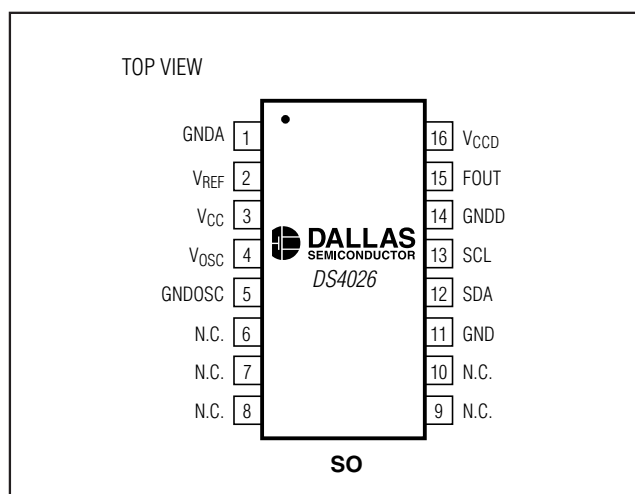 TOP VIEW
GNDA 1
VREF 2
VCC 3
VOSC 4
GNDOSC 5
N.C. 6
N.C. 7
N.C. 8
DALLAS
SEMICONDUCTOR
DS4026
16 VCCD
15 FOUT
14 GNDD
13 SCL
12 SDA
11 GND
10 N.C.
9 N.C.
SO